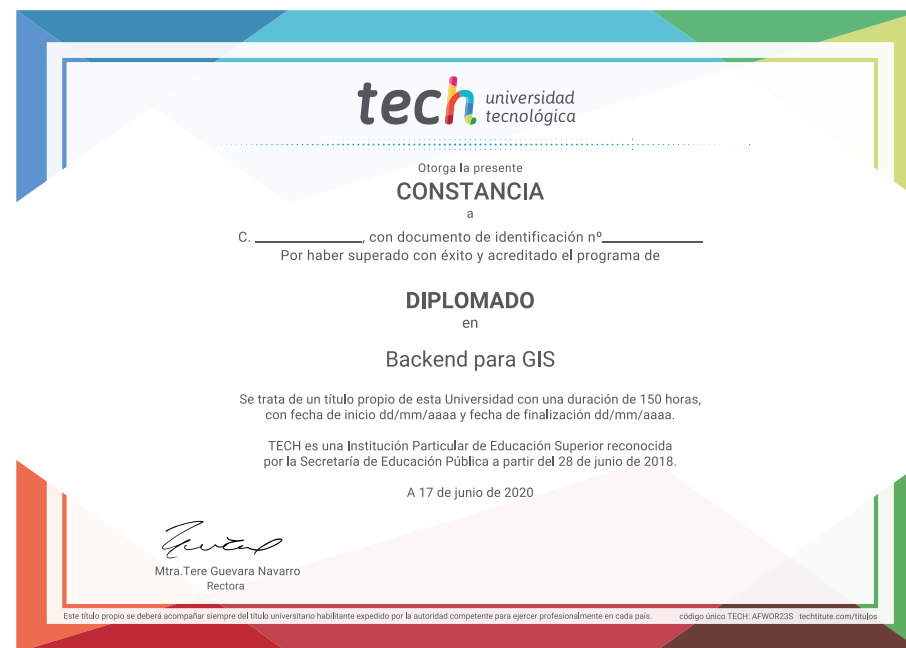 tech universidad
tecnológica
Otorga la presente
CONSTANCIA
a
C. ______________, con documento de identificación nº______________
Por haber superado con éxito y acreditado el programa de
DIPLOMADO
en
Backend para GIS
Se trata de un título propio de esta Universidad con una duración de 150 horas,
con fecha de inicio dd/mm/aaaa y fecha de finalización dd/mm/aaaa.
TECH es una Institución Particular de Educación Superior reconocida
por la Secretaría de Educación Pública a partir del 28 de junio de 2018.
A 17 de junio de 2020
Mtra.Tere Guevara Navarro
Rectora
Este título propio se deberá acompañar siempre del título universitario habilitante expedido por la autoridad competente para ejercer profesionalmente en cada país. código único TECH: AFWOR23S techtitute.com/titulos